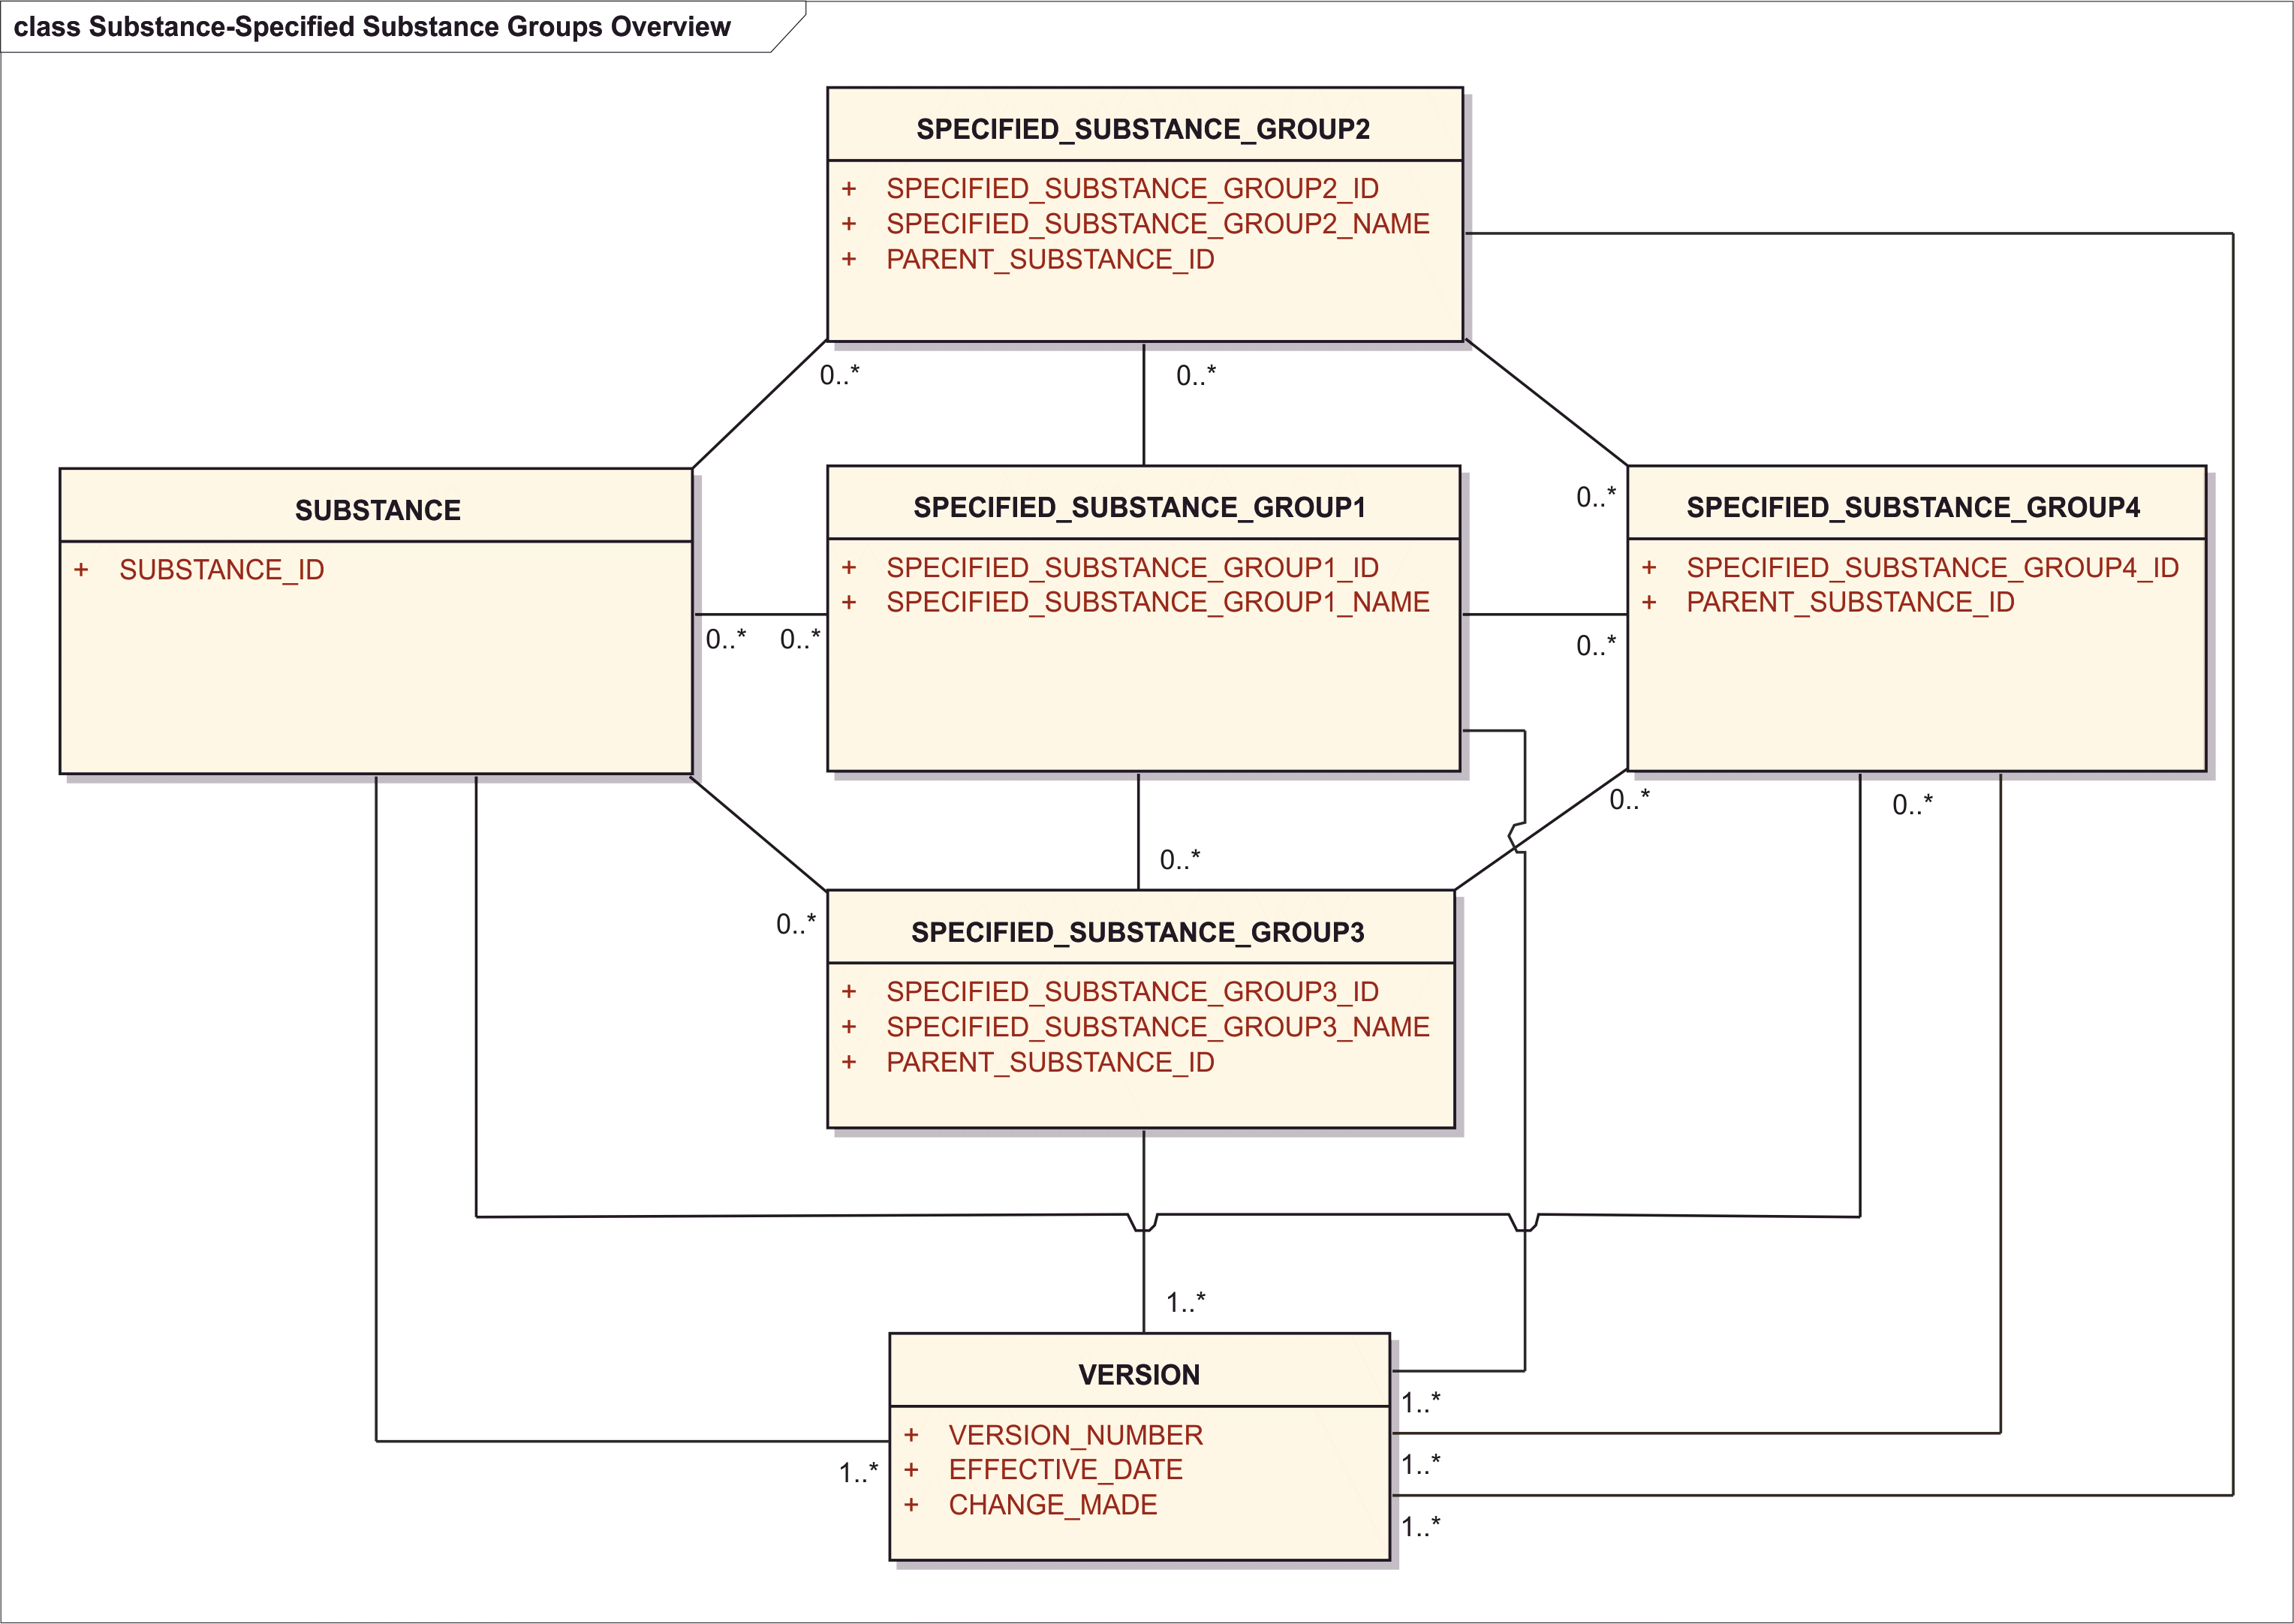 class Substance-Specified Substance Groups Overview
SPECIFIED_SUBSTANCE_GROUP2
+ SPECIFIED_SUBSTANCE_GROUP2_ID
+ SPECIFIED_SUBSTANCE_GROUP2_NAME
+ PARENT_SUBSTANCE_ID
0..*
0..*
SUBSTANCE
+ SUBSTANCE_ID
0..*
0..*
SPECIFIED_SUBSTANCE_GROUP1
+ SPECIFIED_SUBSTANCE_GROUP1_ID
+ SPECIFIED_SUBSTANCE_GROUP1_NAME
0..*
0..*
SPECIFIED_SUBSTANCE_GROUP4
+ SPECIFIED_SUBSTANCE_GROUP4_ID
+ PARENT_SUBSTANCE_ID
0..*
0..*
0..*
0..*
SPECIFIED_SUBSTANCE_GROUP3
+ SPECIFIED_SUBSTANCE_GROUP3_ID
+ SPECIFIED_SUBSTANCE_GROUP3_NAME
+ PARENT_SUBSTANCE_ID
1..*
VERSION
+ VERSION_NUMBER
+ EFFECTIVE_DATE
+ CHANGE_MADE
1..*
1..*
1..*
1..*